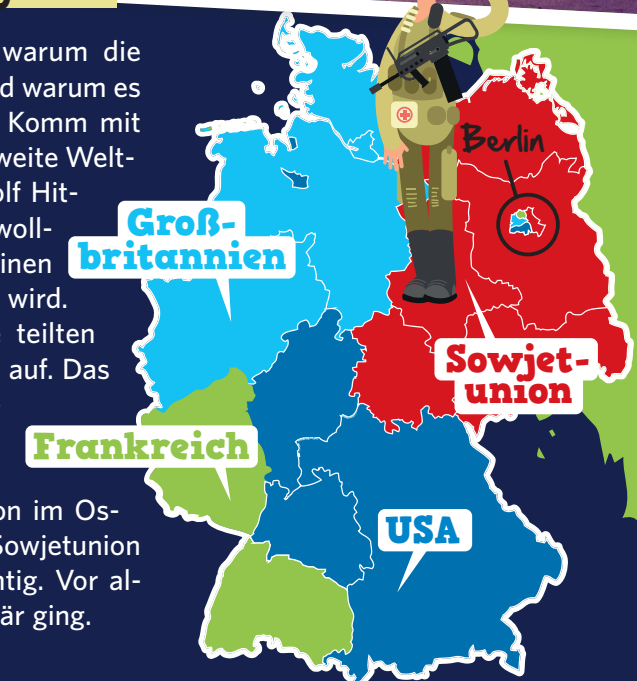 warum die
d warum es
Komm mit
weite Welt-
olf Hit-
woll-
inen
wird.
teilten
auf. Das
on im Os-
Sowjetunion
htig. Vor al-
är ging.
Groß-
britannien
Berlin
Sowjet-
union
Frankreich
USA